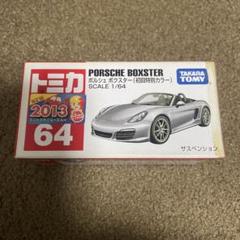 トミカ
2013
64
PORSCHE BOXSTER
ポルシェ ボクスター(初回特別カラー)
SCALE 1/64
TAKARA TOMY
サスペンション